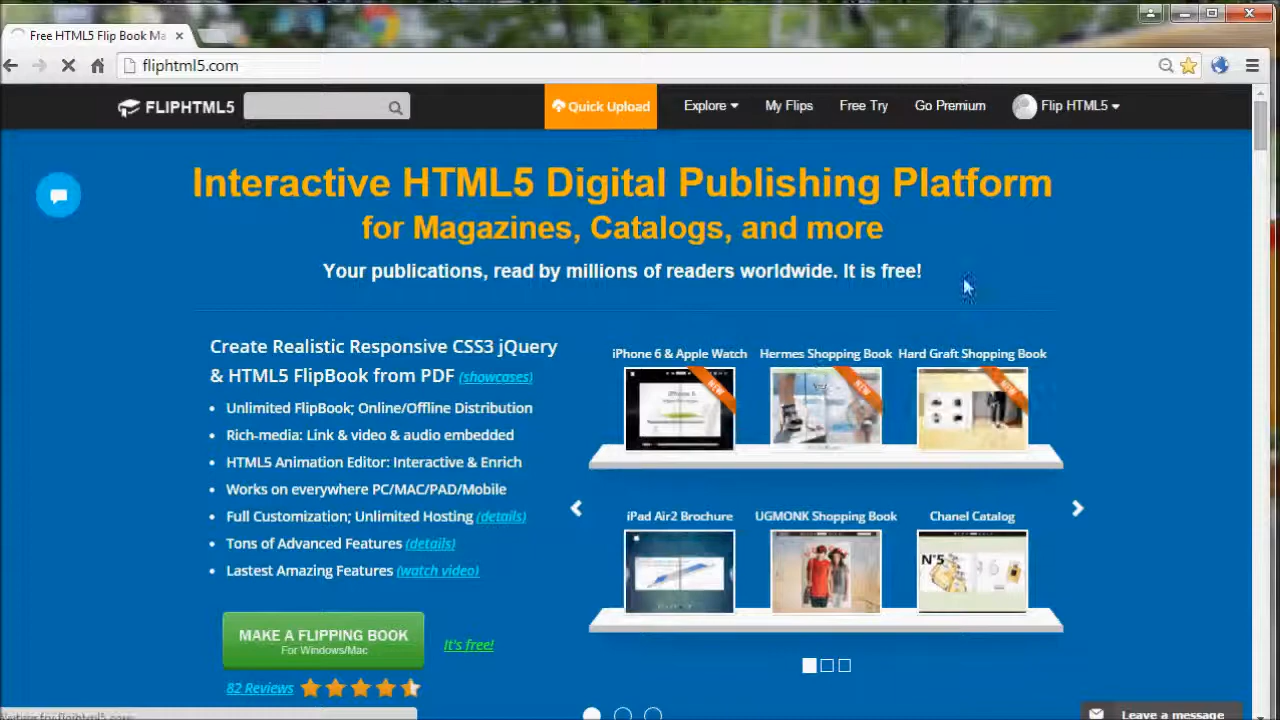 Free HTML5 Flip Book Ma
fliphtml5.com
FLIPHTML5
Quick Upload
Explore
My Flips
Free Try
Go Premium
Flip HTML5
Interactive HTML5 Digital Publishing Platform
for Magazines, Catalogs, and more
Your publications, read by millions of readers worldwide. It is free!
Create Realistic Responsive CSS3 jQuery
& HTML5 FlipBook from PDF (showcases)
Unlimited FlipBook; Online/Offline Distribution
Rich-media: Link & video & audio embedded
HTML5 Animation Editor: Interactive & Enrich
Works on everywhere PC/MAC/PAD/Mobile
Full Customization; Unlimited Hosting (details)
Tons of Advanced Features (details)
Lastest Amazing Features (watch video)
MAKE A FLIPPING BOOK
For Windows/Mac
It's free!
82 Reviews
iPhone 6 & Apple Watch
Hermes Shopping Book
Hard Graft Shopping Book
NEW
NEW
NEW
iPad Air2 Brochure
UGMONK Shopping Book
Chanel Catalog
N°5
Leave a message